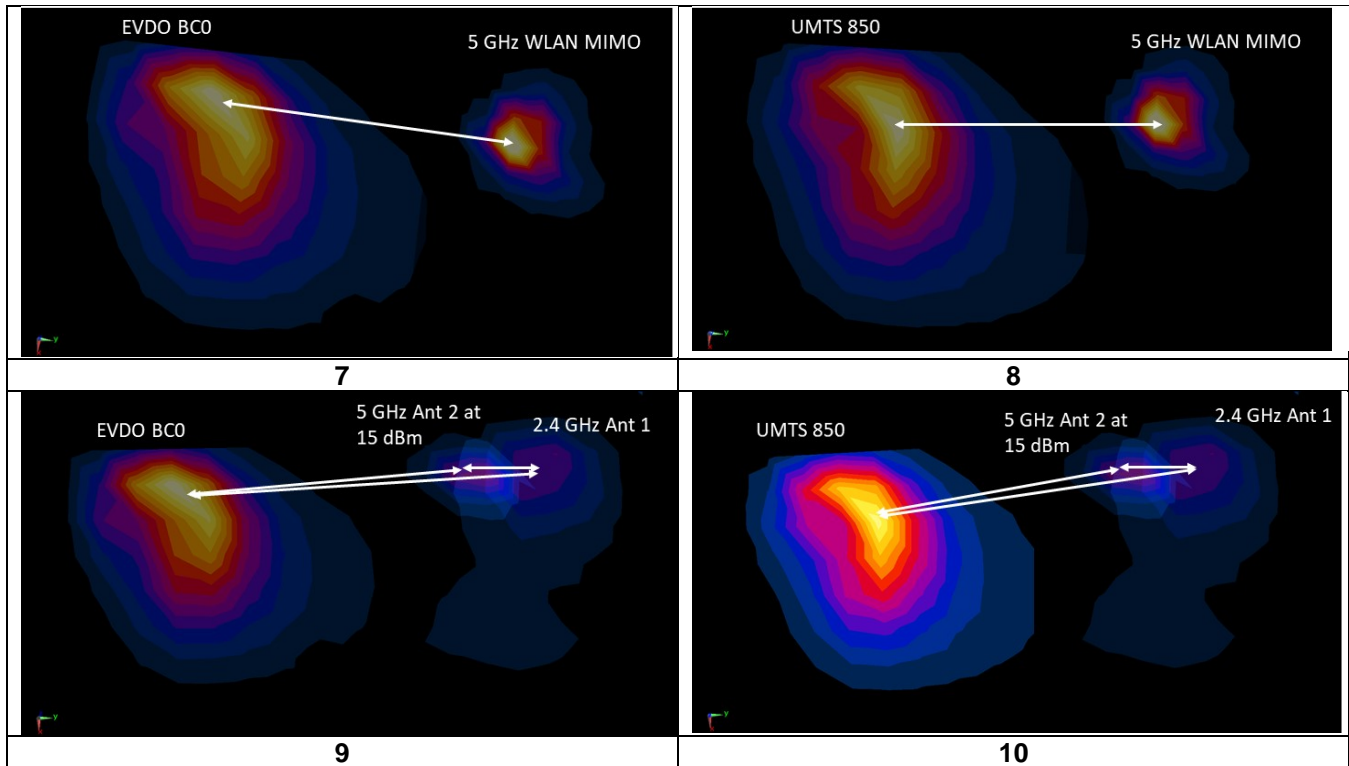 EVDO BC0
5 GHz WLAN MIMO
y
7
UMTS 850
5 GHz WLAN MIMO
y
8
EVDO BC0
5 GHz Ant 2 at
15 dBm
2.4 GHz Ant 1
y
9
UMTS 850
5 GHz Ant 2 at
15 dBm
2.4 GHz Ant 1
y
10